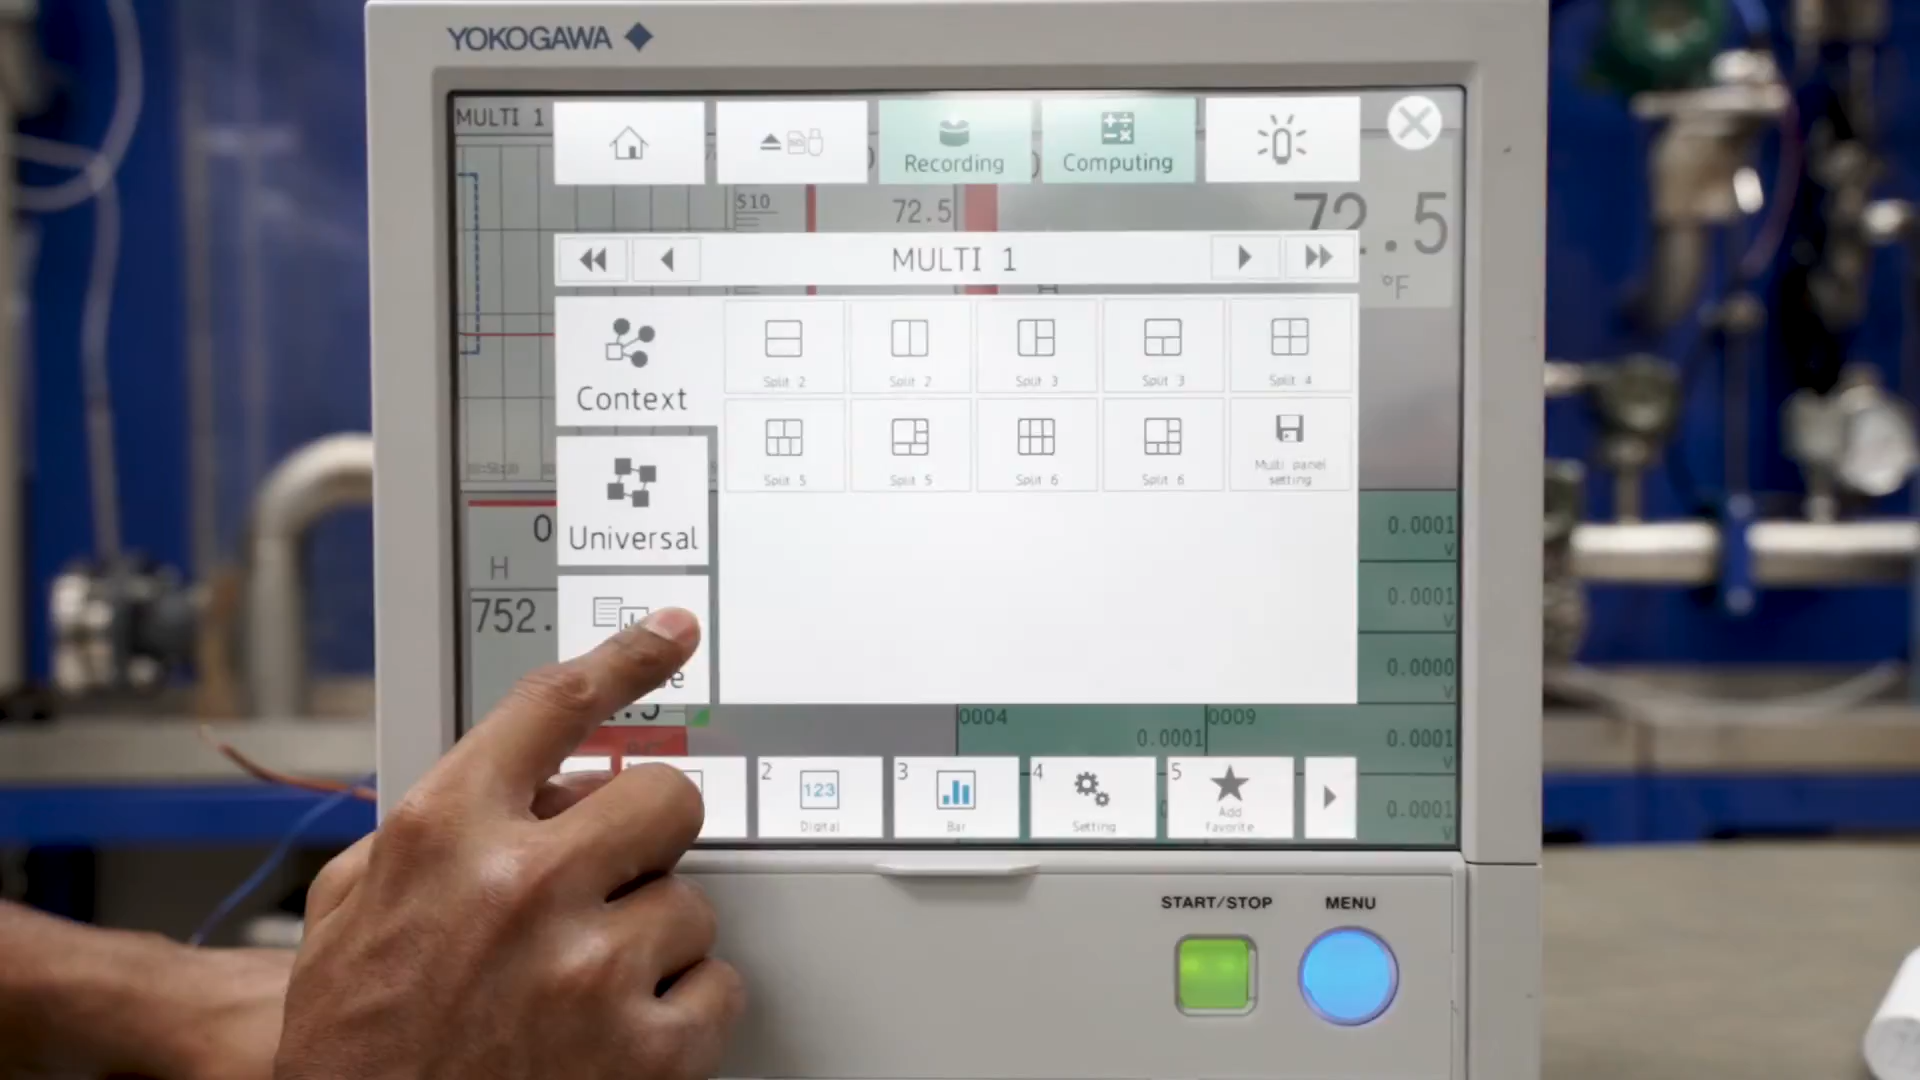 YOKOGAWA
MULTI 1
Recording
Computing
S10
72.5
72.5
°F
MULTI 1
Context
Split 2
Split 2
Split 3
Split 3
Split 4
Split 5
Split 5
Split 6
Split 6
Multi panel
setting
Universal
0
H
752.
0.0001
V
0.0001
V
0.0000
V
0004
0009
0.0001
0.0001
V
2
Digital
3
Bar
4
Setting
5
Add
favorite
0.0001
V
START/STOP
MENU